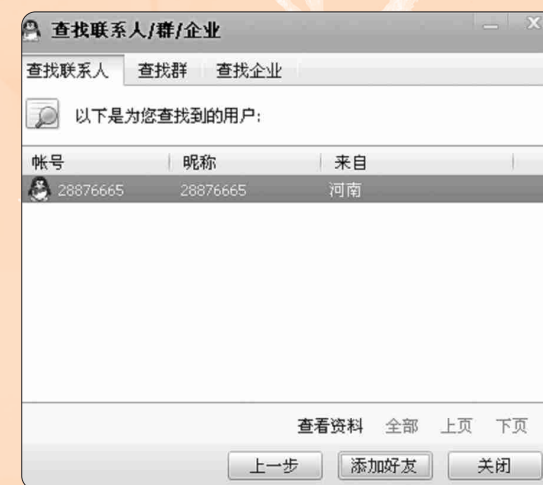 查找联系人/群/企业
查找联系人 查找群 查找企业
以下是为您查找到的用户:
帐号 昵称 来自
28876665 28876665 河南
查看资料 全部 上页 下页
上一步 添加好友 关闭